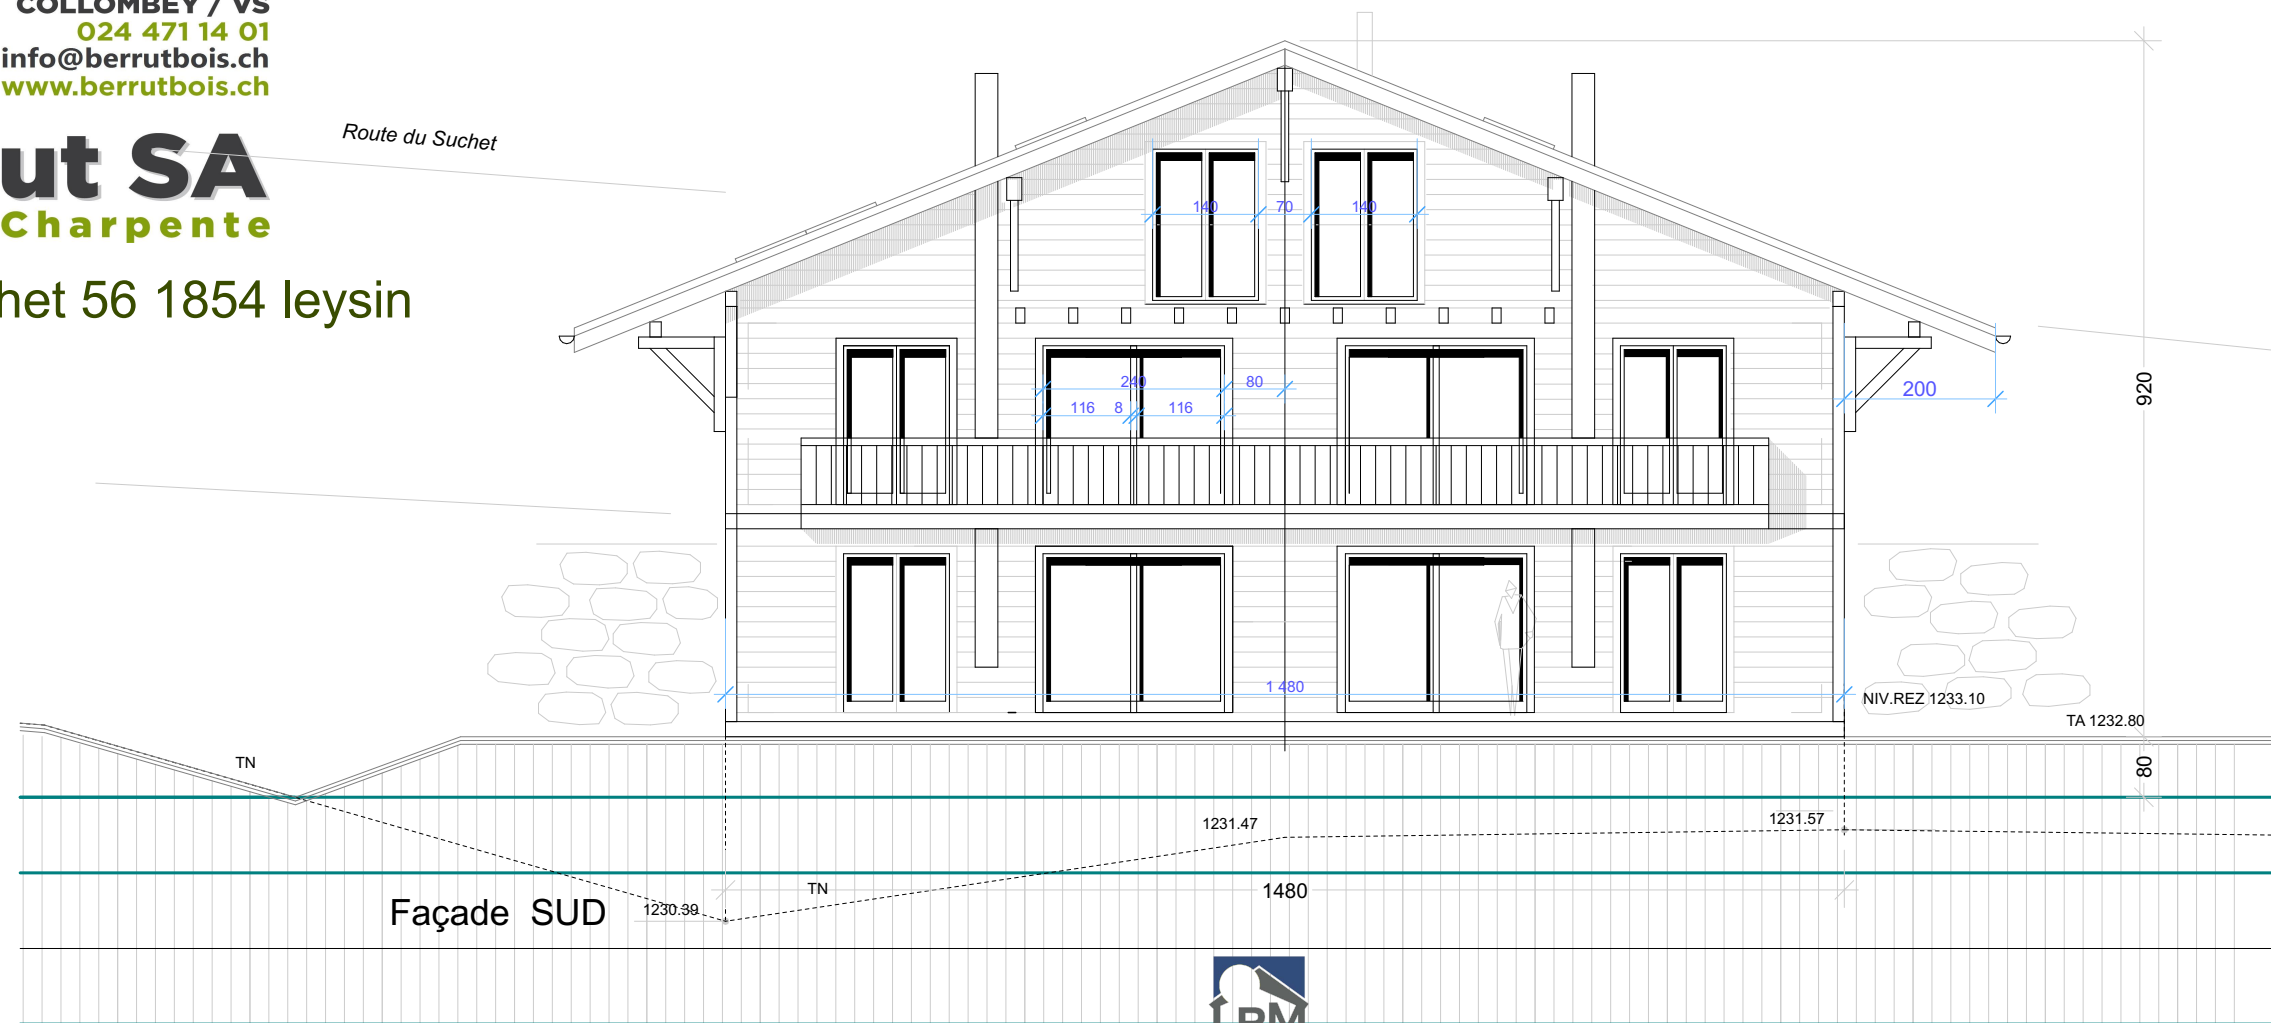 COLLOMBEY / VS
024 471 14 01
info@berrutbois.ch
www.berrutbois.ch
Route du Suchet
ut SA
Charpente
het 56 1854 leysin
140 70 140
240 80
116 8 116
200
920
1 480
NIV.REZ 1233.10
TA 1232.80
TN
80
1231.47
1231.57
TN
1480
Façade SUD
1230.39